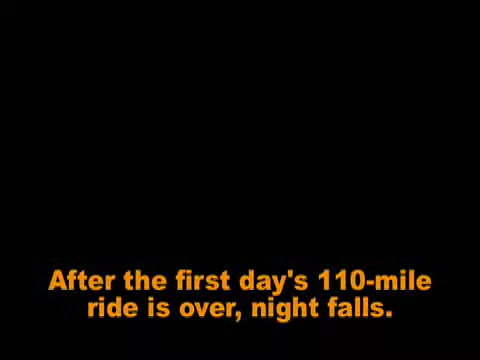 After the first day's 110-mile
ride is over, night falls.